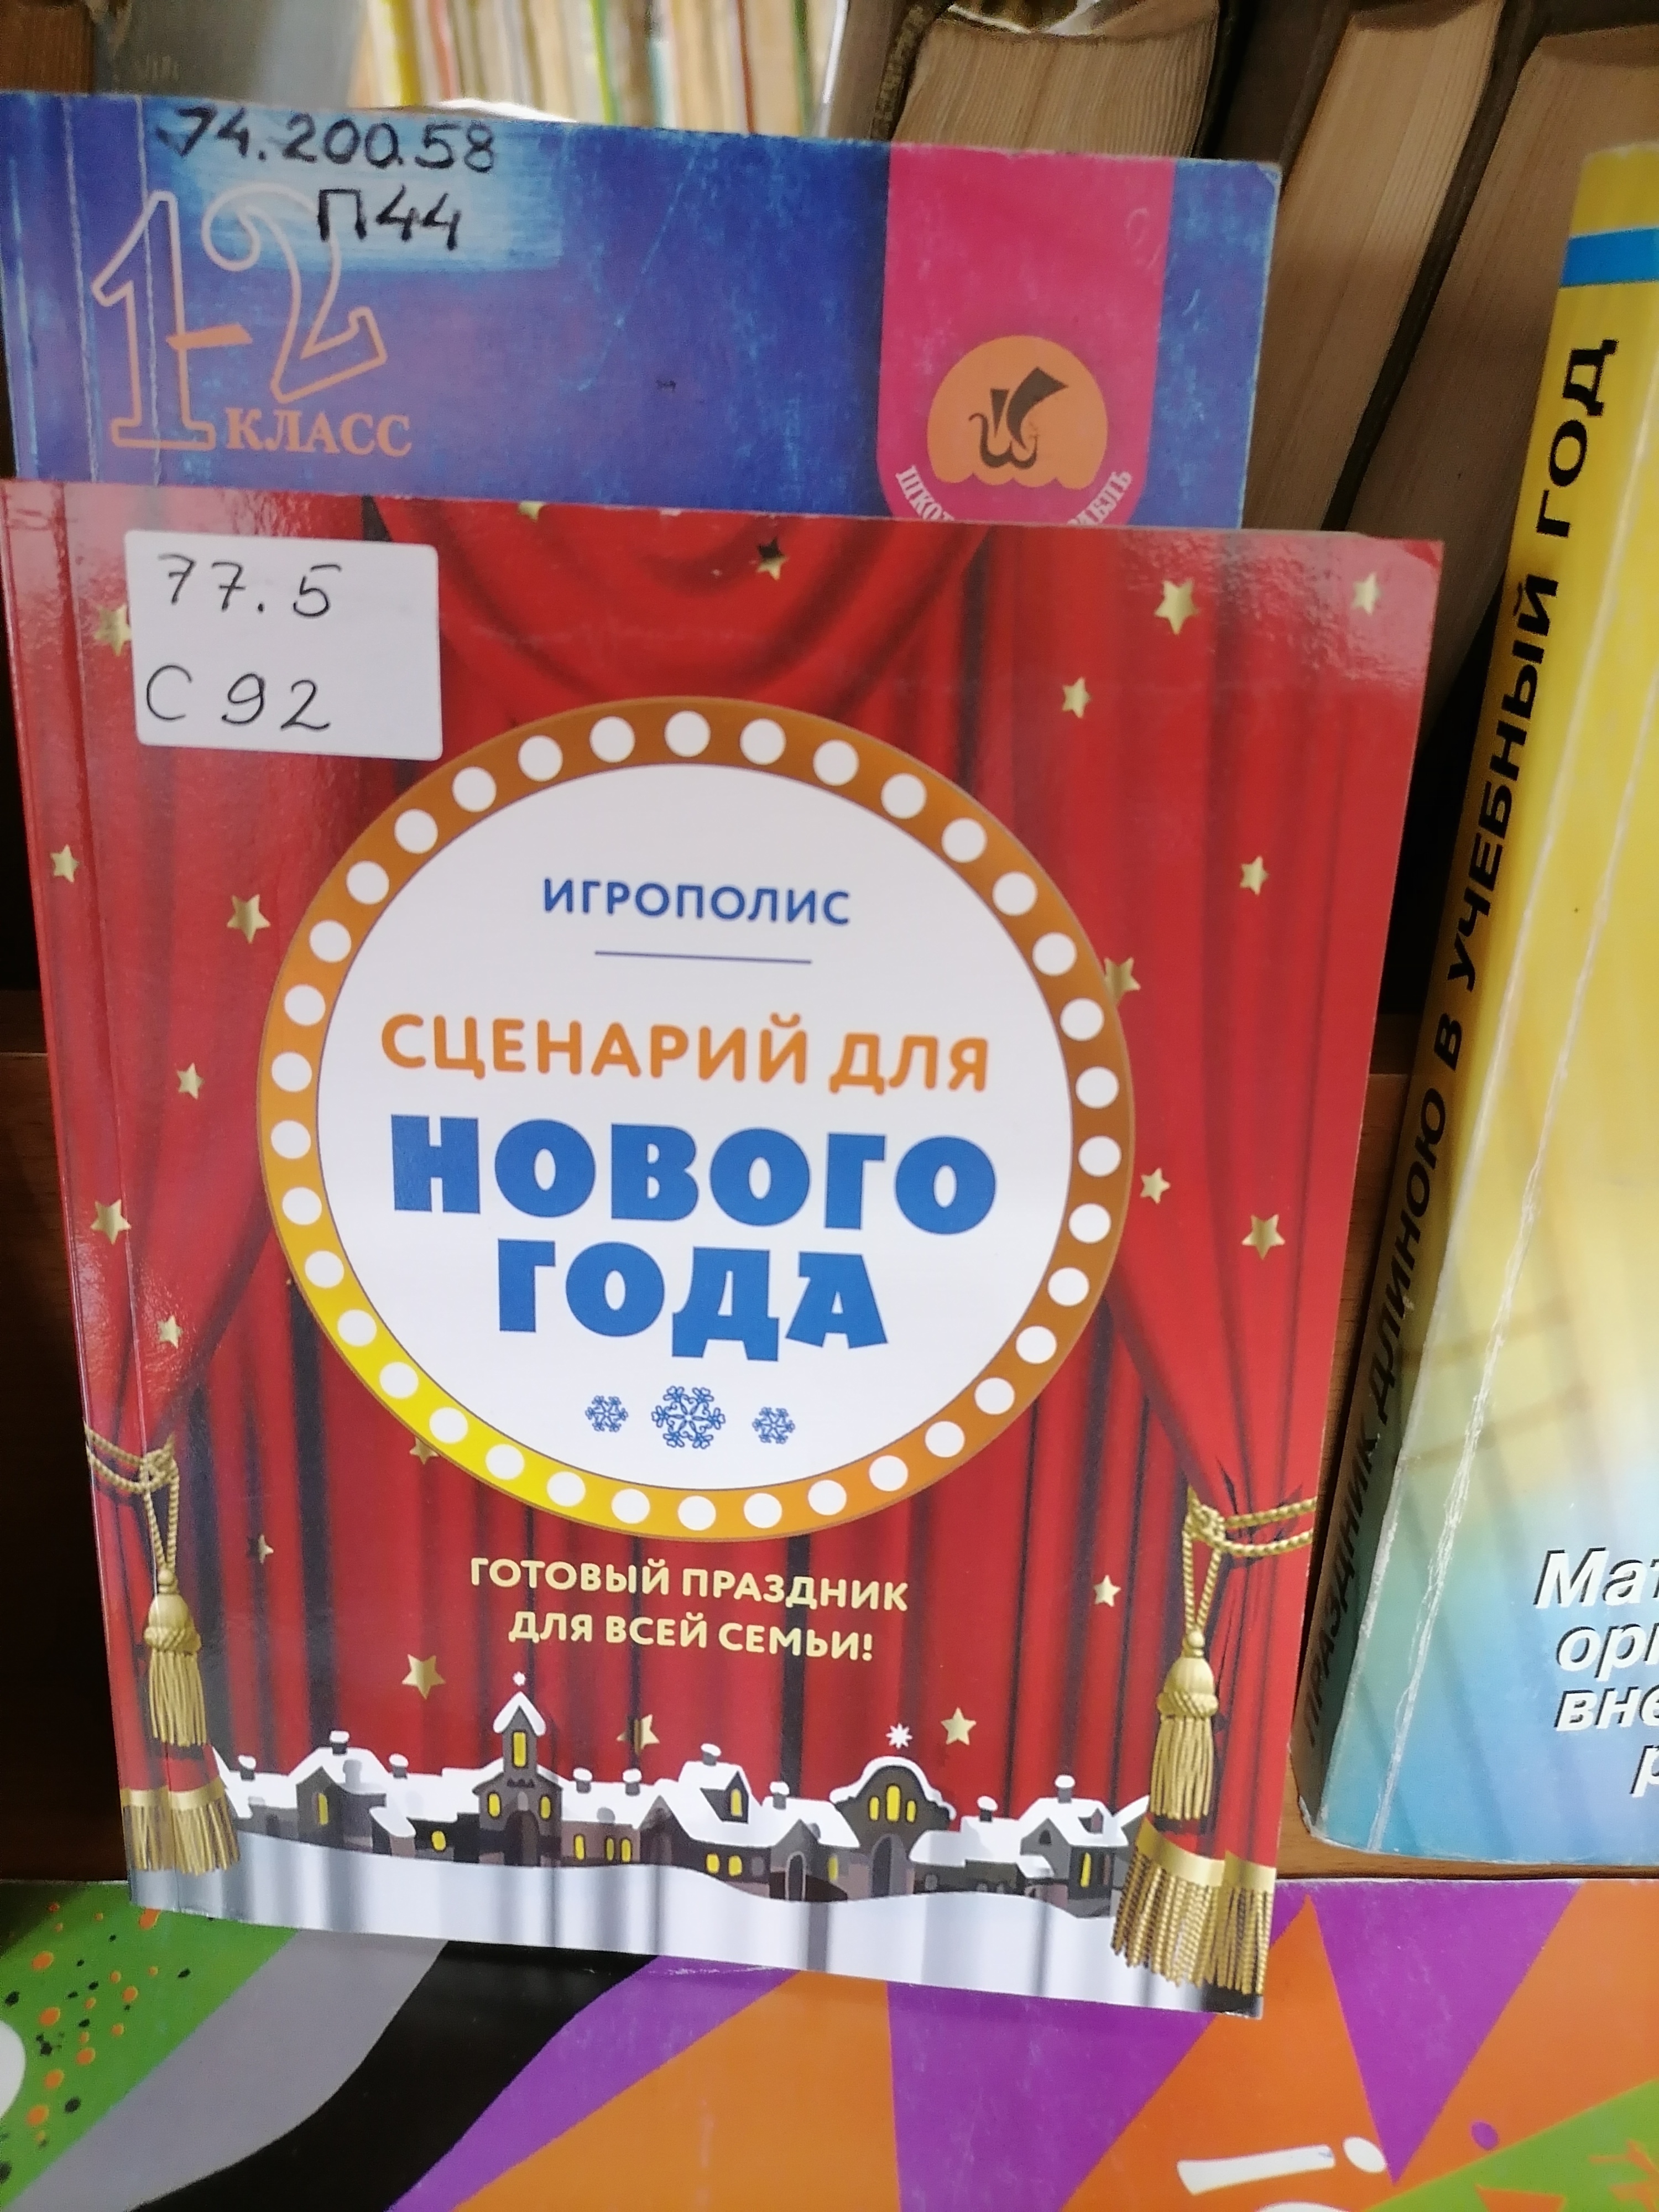 74.200.58
П44
1-2
КЛАСС
77.5
С 92
ИГРОПОЛИС
СЦЕНАРИЙ ДЛЯ
НОВОГО
ГОДА
ГОТОВЫЙ ПРАЗДНИК
ДЛЯ ВСЕЙ СЕМЬИ!
ПРАЗДНИК ДЛИНОЮ В УЧЕБНЫЙ ГОД